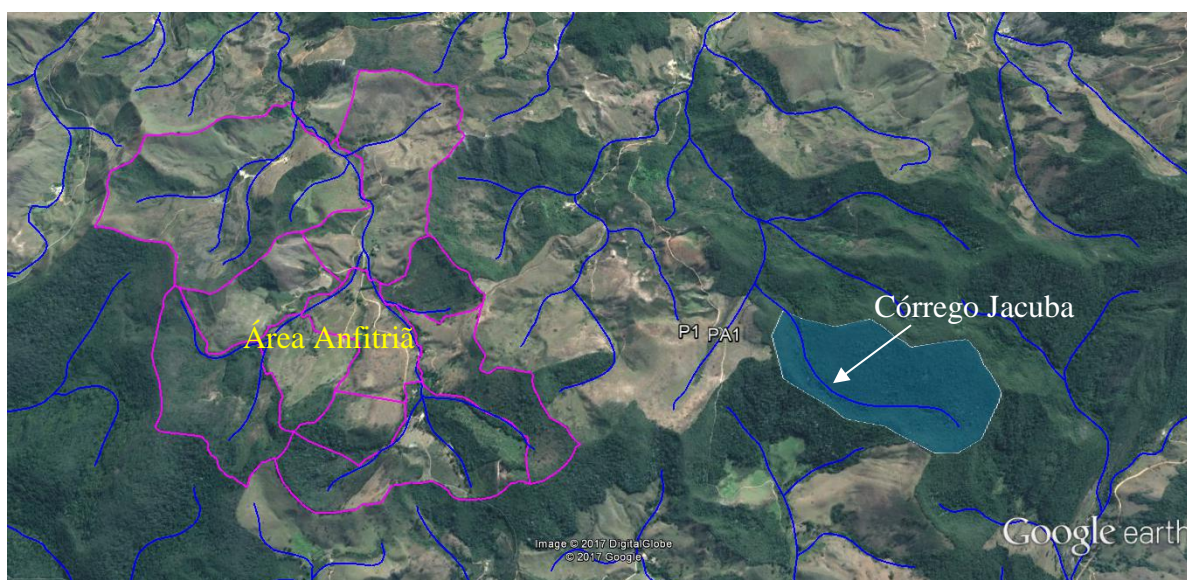 Córrego Jacuba
P1 PA1
Área Anfitriã
Google earth
Image © 2017 DigitalGlobe
© 2017 Google